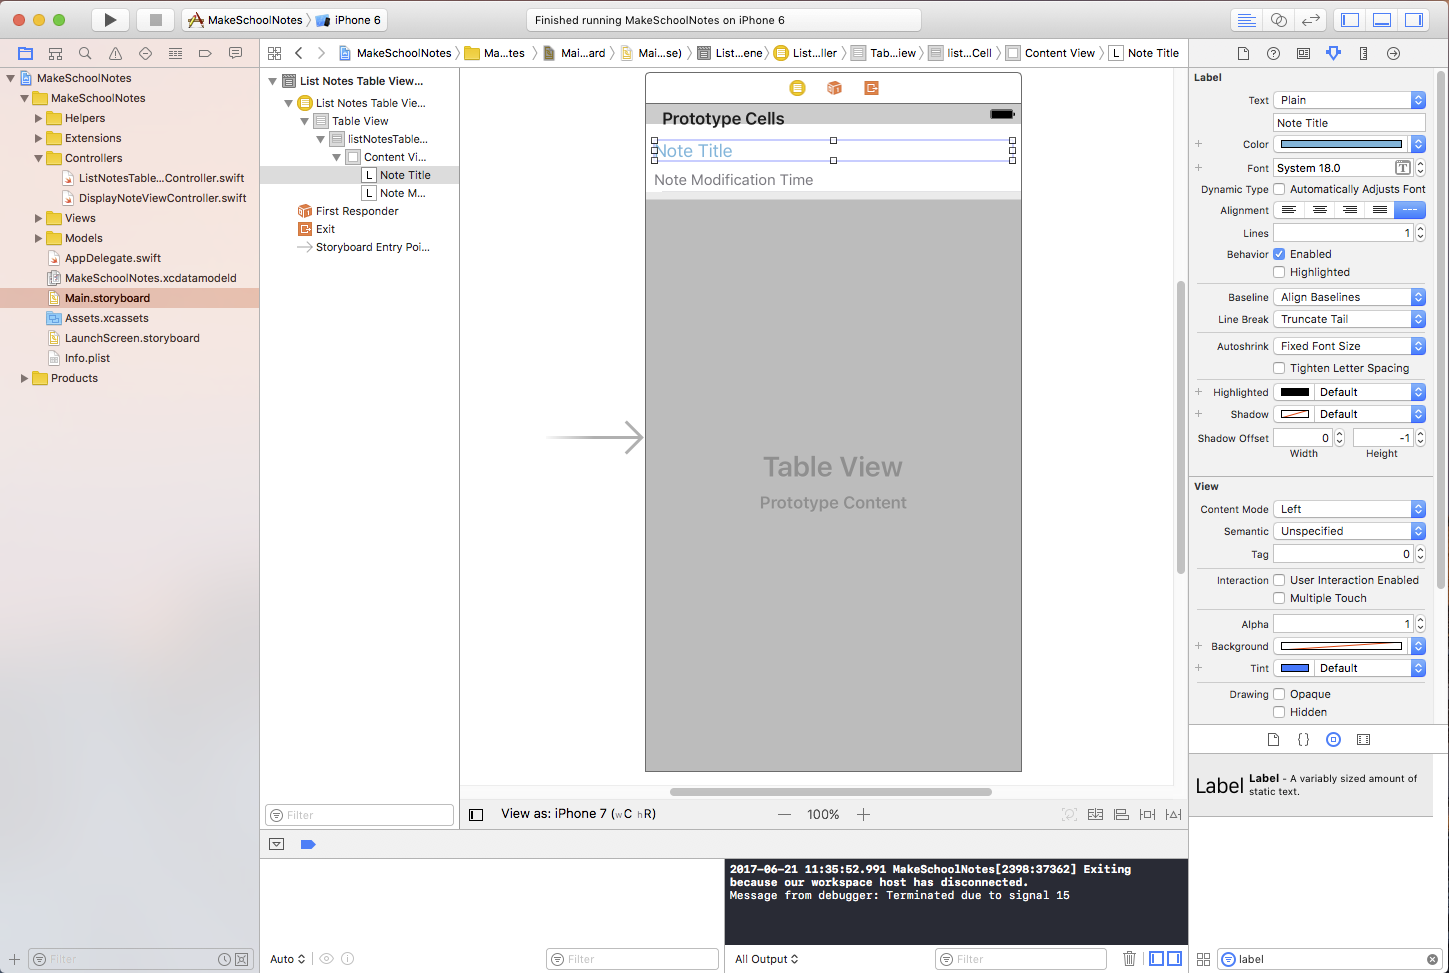 MakeSchoolNotes
iPhone 6
Finished running MakeSchoolNotes on iPhone 6
MakeSchoolNotes
Ma...tes
Mai...ard
Mai...se)
List...ene
List...ller
Tab...iew
list...Cell
Content View
L Note Title
MakeSchoolNotes
MakeSchoolNotes
Helpers
Extensions
Controllers
ListNotesTable...Controller.swift
DisplayNoteViewController.swift
Views
Models
AppDelegate.swift
MakeSchoolNotes.xcdatamodeld
Main.storyboard
Assets.xcassets
LaunchScreen.storyboard
Info.plist
Products
Filter
List Notes Table View...
List Notes Table Vie...
Table View
listNotesTable...
Content Vi...
L Note Title
L Note M...
First Responder
Exit
Storyboard Entry Poi...
Filter
Prototype Cells
Note Title
Note Modification Time
Table View
Prototype Content
View as: iPhone 7 (wC hR)
100%
2017-06-21 11:35:52.991 MakeSchoolNotes[2398:37362] Exiting
because our workspace host has disconnected.
Message from debugger: Terminated due to signal 15
Auto
Filter
All Output
Filter
Label
Text Plain
Note Title
Color
Font System 18.0 T
Dynamic Type Automatically Adjusts Font
Alignment
Lines 1
Behavior Enabled
Highlighted
Baseline Align Baselines
Line Break Truncate Tail
Autoshrink Fixed Font Size
Tighten Letter Spacing
Highlighted Default
Shadow Default
Shadow Offset 0 -1
Width Height
View
Content Mode Left
Semantic Unspecified
Tag 0
Interaction User Interaction Enabled
Multiple Touch
Alpha 1
Background
Tint Default
Drawing Opaque
Hidden
{ }
Label Label - A variably sized amount of
static text.
label